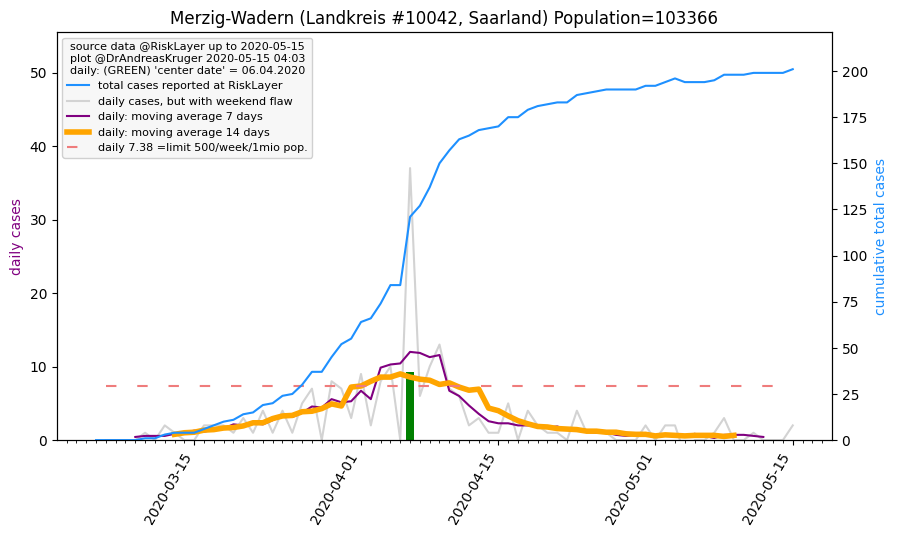 Merzig-Wadern (Landkreis #10042, Saarland) Population=103366
source data @RiskLayer up to 2020-05-15
plot @DrAndreasKruger 2020-05-15 04:03
daily: (GREEN) 'center date' = 06.04.2020
total cases reported at RiskLayer
daily cases, but with weekend flaw
daily: moving average 7 days
daily: moving average 14 days
daily 7.38 =limit 500/week/1mio pop.
daily cases
50
40
30
20
10
0
200
175
150
125
100
75
50
25
0
cumulative total cases
2020-03-15
2020-04-01
2020-04-15
2020-05-01
2020-05-15